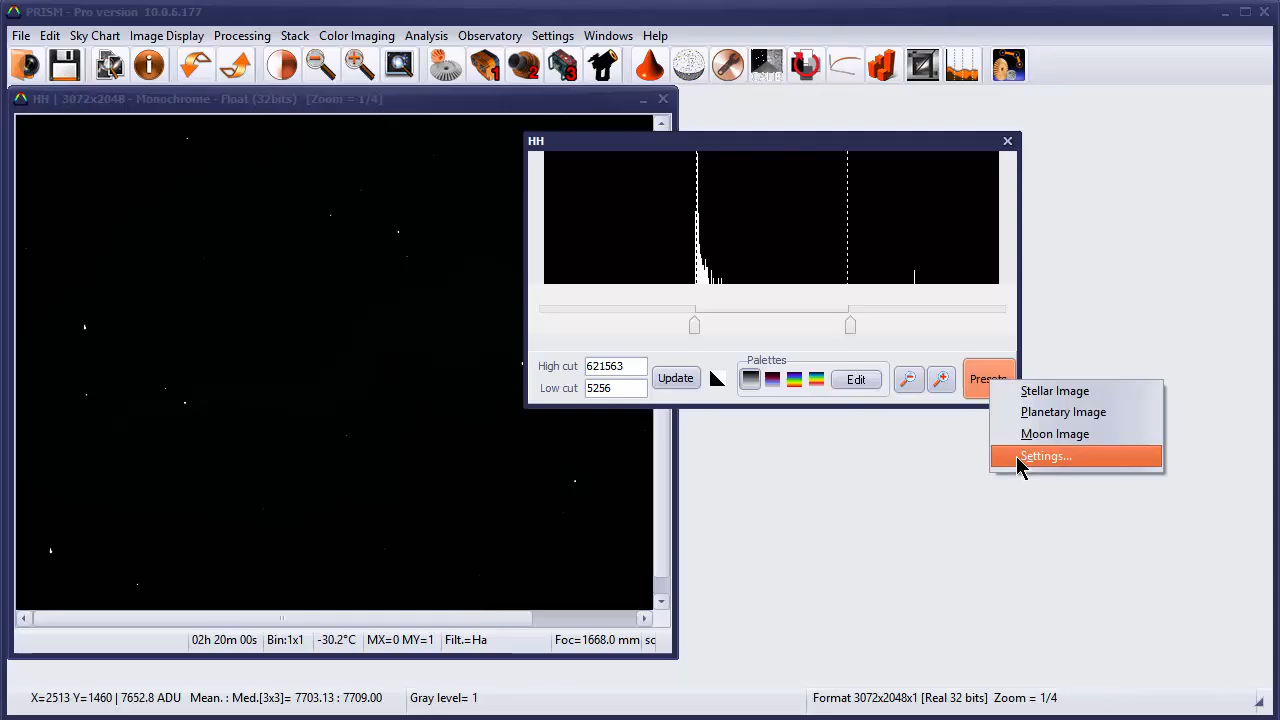 PRISM - Pro version 10.0.6.177
File Edit Sky Chart Image Display Processing Stack Color Imaging Analysis Observatory Settings Windows Help
1 2 3
HH | 3072x2048 - Monochrome - Float (32bits) [Zoom = 1/4]
HH
High cut 621563
Low cut 5256
Update
Palettes
Edit
Presets
Stellar Image
Planetary Image
Moon Image
Settings...
02h 20m 00s Bin:1x1 -30.2°C MX=0 MY=1 Filt.=Ha Foc=1668.0 mm sc
X=2513 Y=1460 | 7652.8 ADU Mean. : Med.[3x3]= 7703.13 : 7709.00 Gray level= 1 Format 3072x2048x1 [Real 32 bits] Zoom = 1/4